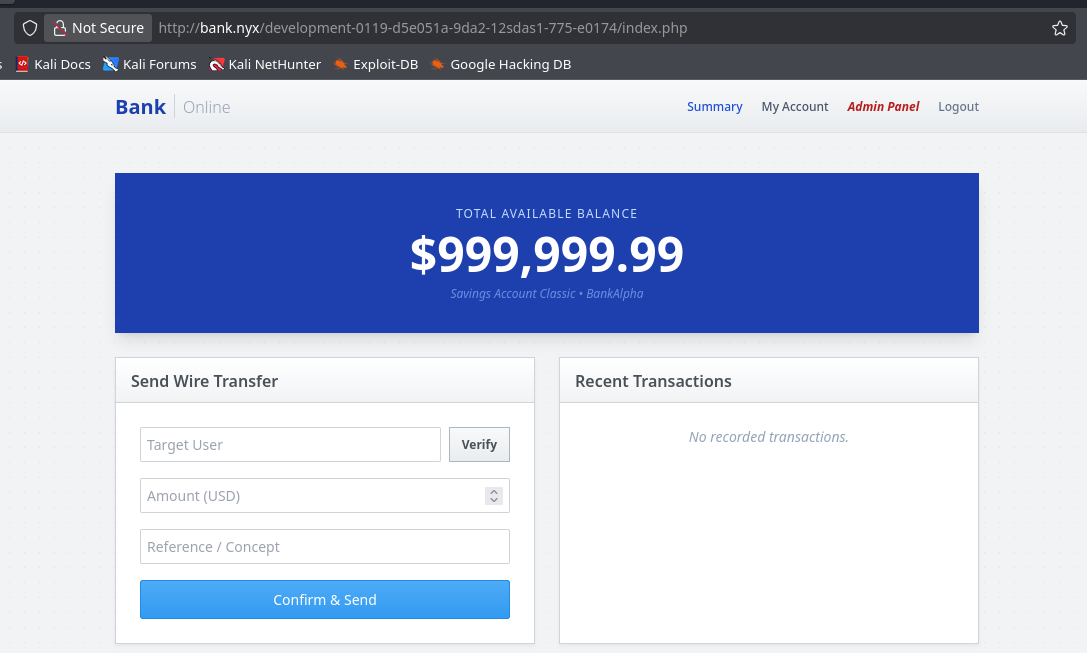 Not Secure http://bank.nyx/development-0119-d5e051a-9da2-12sdas1-775-e0174/index.php
s Kali Docs Kali Forums Kali NetHunter Exploit-DB Google Hacking DB
Bank Online Summary My Account Admin Panel Logout
TOTAL AVAILABLE BALANCE
$999,999.99
Savings Account Classic • BankAlpha
Send Wire Transfer
Target User Verify
Amount (USD)
Reference / Concept
Confirm & Send
Recent Transactions
No recorded transactions.